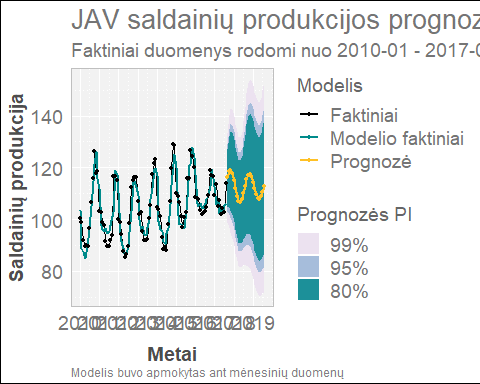 JAV saldainių produkcijos prognoz
Faktiniai duomenys rodomi nuo 2010-01 - 2017-0
Saldainių produkcija
140
120
100
80
Metai
Modelis buvo apmokytas ant mėnesinių duomenų
Modelis
Faktiniai
Modelio faktiniai
Prognozė
Prognozės PI
99%
95%
80%